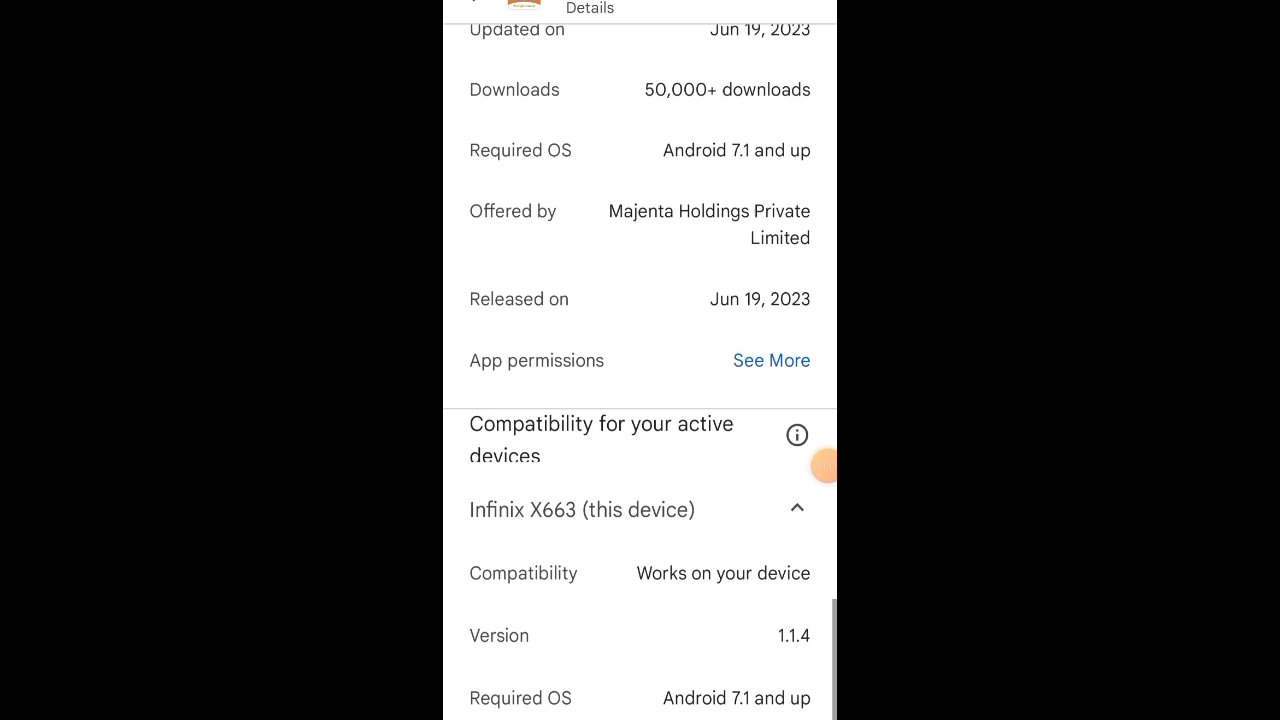 Details
Updated on Jun 19, 2023
Downloads 50,000+ downloads
Required OS Android 7.1 and up
Offered by Majenta Holdings Private
Limited
Released on Jun 19, 2023
App permissions See More
Compatibility for your active
devices
Infinix X663 (this device)
Compatibility Works on your device
Version 1.1.4
Required OS Android 7.1 and up